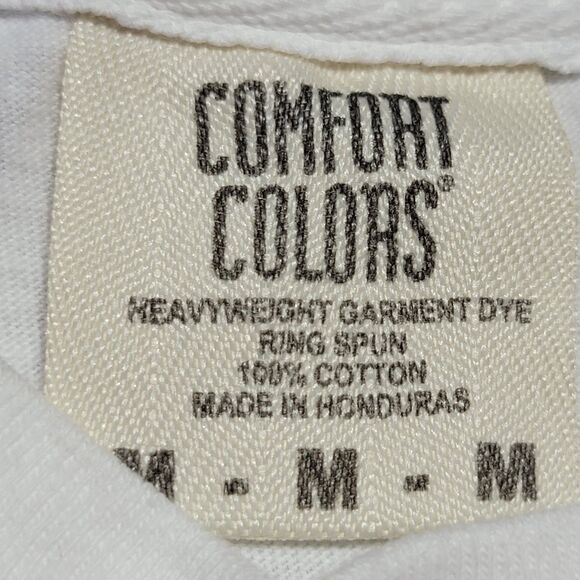 COMFORT
COLORS®
HEAVYWEIGHT GARMENT DYE
RING SPUN
100% COTTON
MADE IN HONDURAS
M - M - M